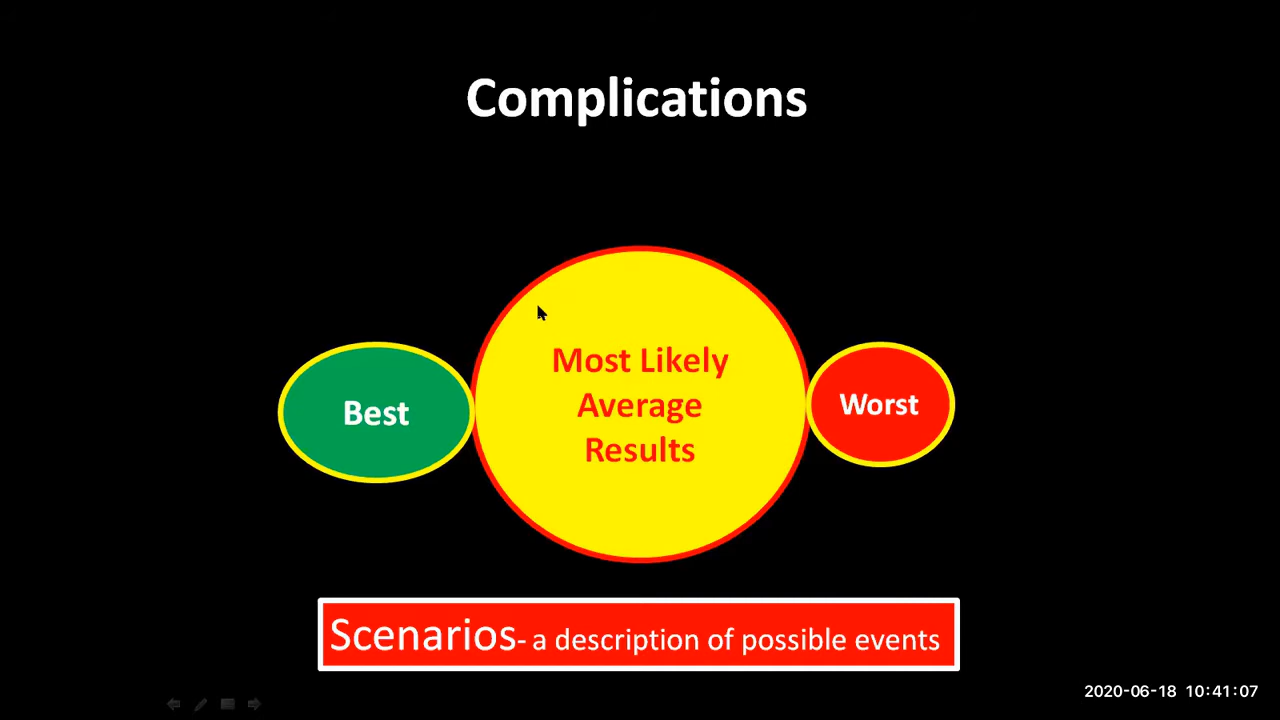 Complications
Best
Most Likely
Average
Results
Worst
Scenarios- a description of possible events
2020-06-18 10:41:07